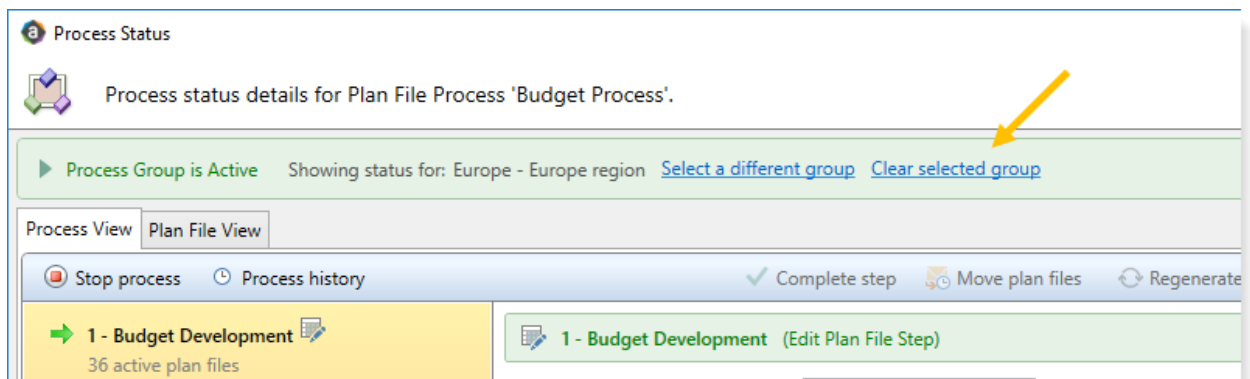 Process Status
Process status details for Plan File Process 'Budget Process'.
Process Group is Active Showing status for: Europe - Europe region Select a different group Clear selected group
Process View Plan File View
Stop process Process history Complete step Move plan files Regenerate
1 - Budget Development 1 - Budget Development (Edit Plan File Step)
36 active plan files